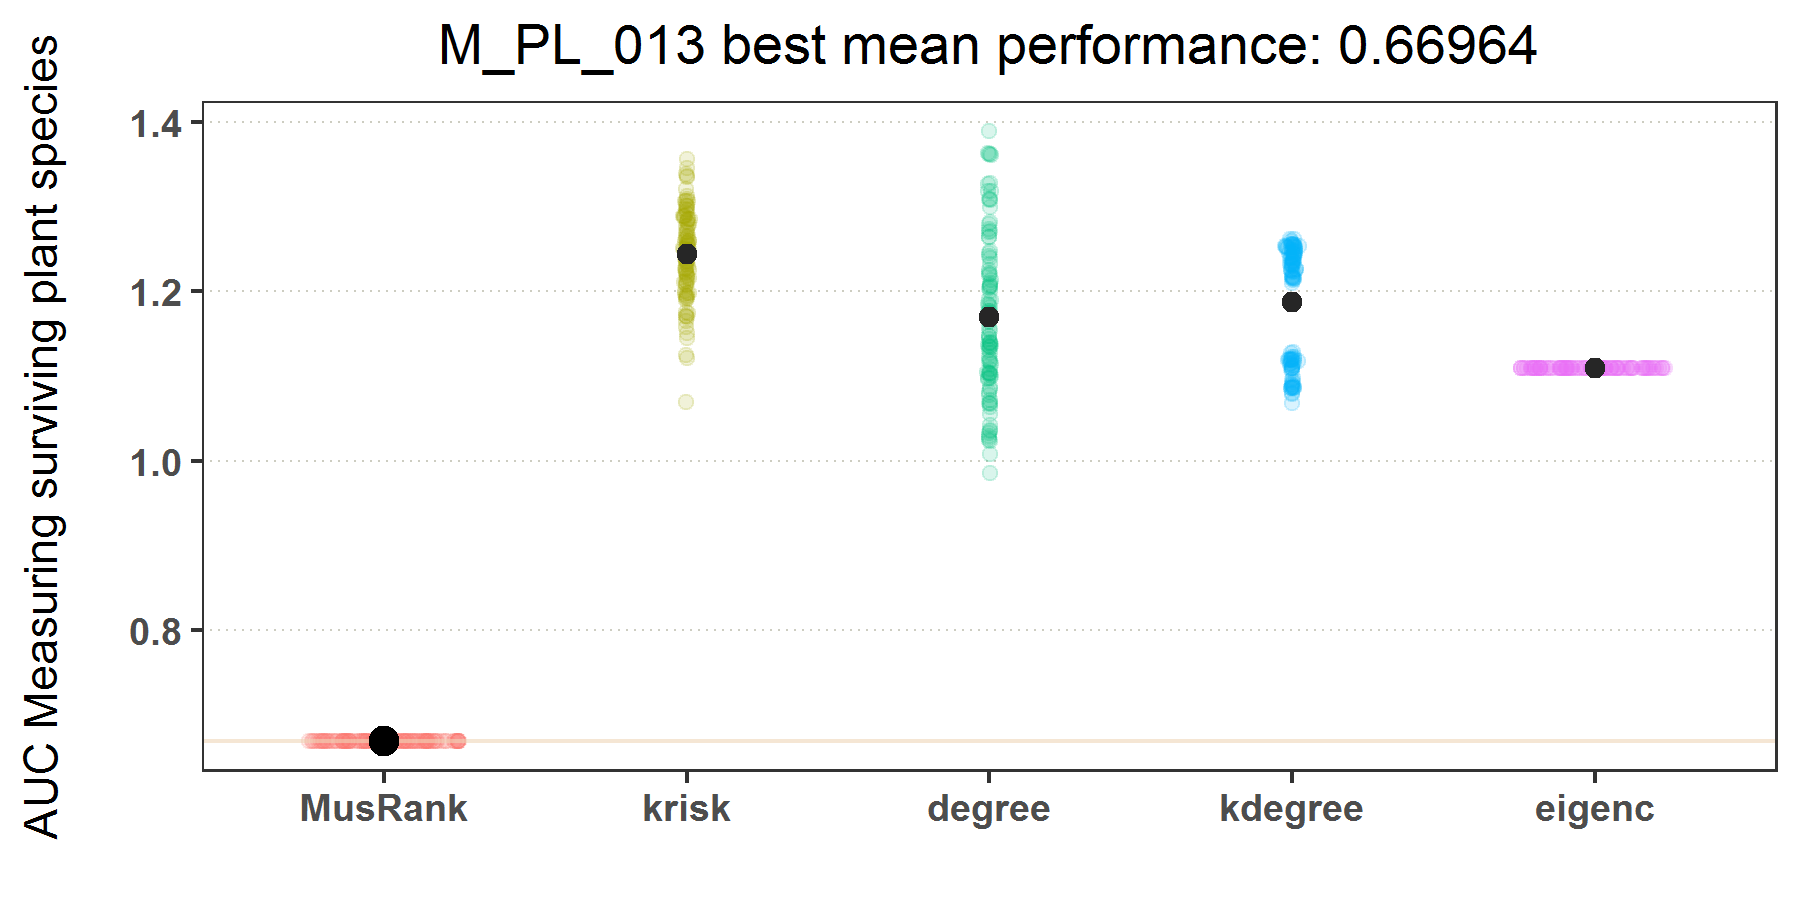 M_PL_013 best mean performance: 0.66964
AUC Measuring surviving plant species
1.4
1.2
1.0
0.8
MusRank krisk degree kdegree eigenc